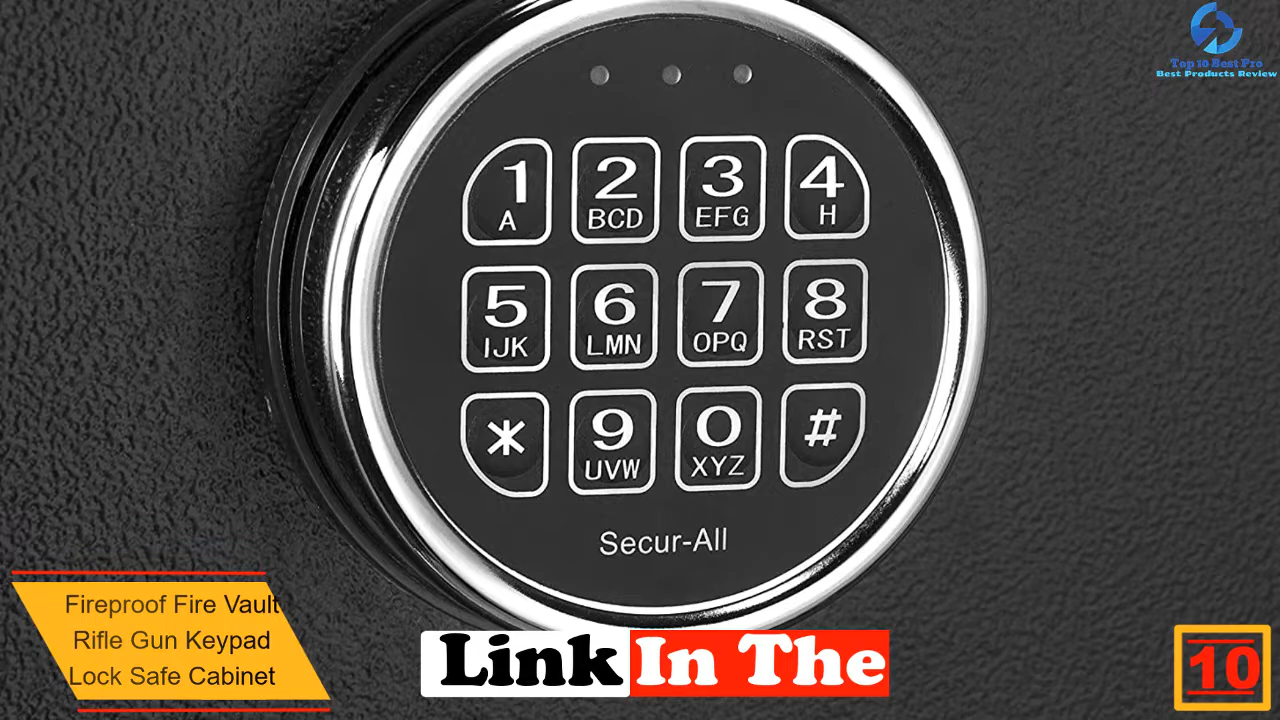 Top 10 Best Pro
Best Products Review
1 2 3 4
A BCD EFG H
5 6 7 8
IJK LMN OPQ RST
* 9 0 #
UVW XYZ
Secur-All
Fireproof Fire Vault
Rifle Gun Keypad
Lock Safe Cabinet
Link In The
10